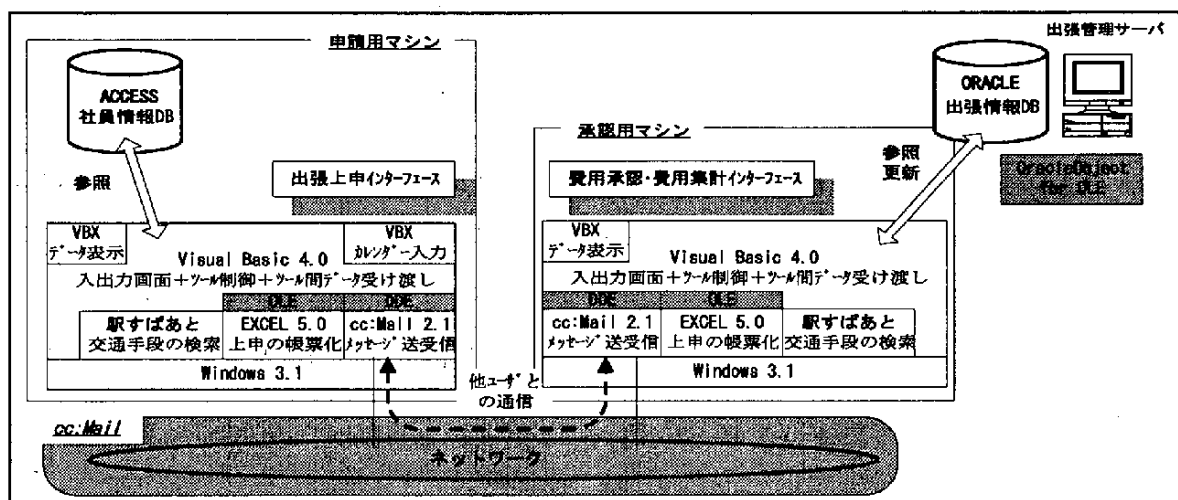 出張管理サーバ
申請用マシン
ACCESS
社員情報DB
ORACLE
出張情報DB
承認用マシン
参照
参照
更新
OracleObject
for OLE
出張上申インターフェース
費用承認・費用集計インターフェース
VBX
データ表示
Visual Basic 4.0
VBX
カレンダー入力
入出力画面+ツール制御+ツール間データ受け渡し
OLE
DDE
駅すぱあと
交通手段の検索
EXCEL 5.0
上申の帳票化
cc:Mail 2.1
メッセージ送受信
Windows 3.1
VBX
データ表示
Visual Basic 4.0
入出力画面+ツール制御+ツール間データ受け渡し
DDE
OLE
cc:Mail 2.1
メッセージ送受信
EXCEL 5.0
上申の帳票化
駅すぱあと
交通手段の検索
Windows 3.1
他ユーザと
の通信
cc:Mail
ネットワーク